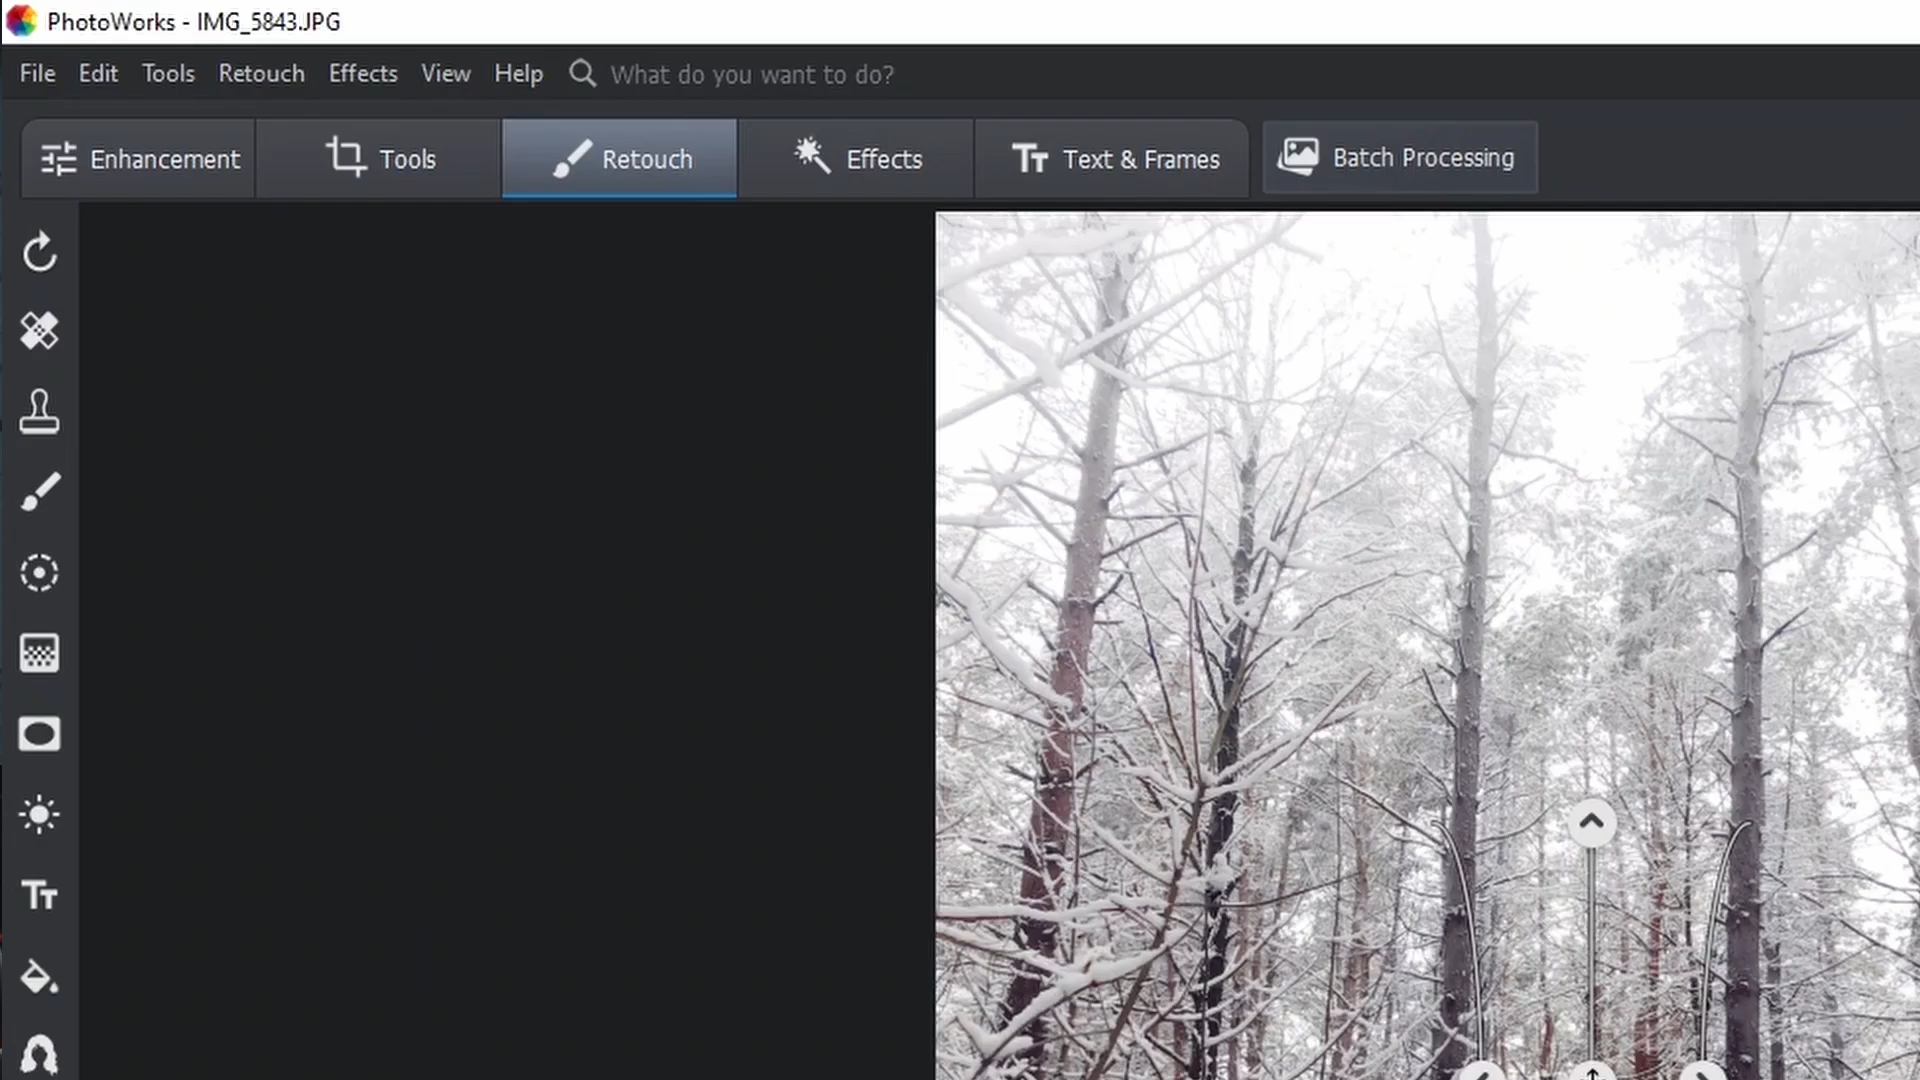 PhotoWorks - IMG_5843.JPG
File Edit Tools Retouch Effects View Help What do you want to do?
Enhancement Tools Retouch Effects Text & Frames Batch Processing